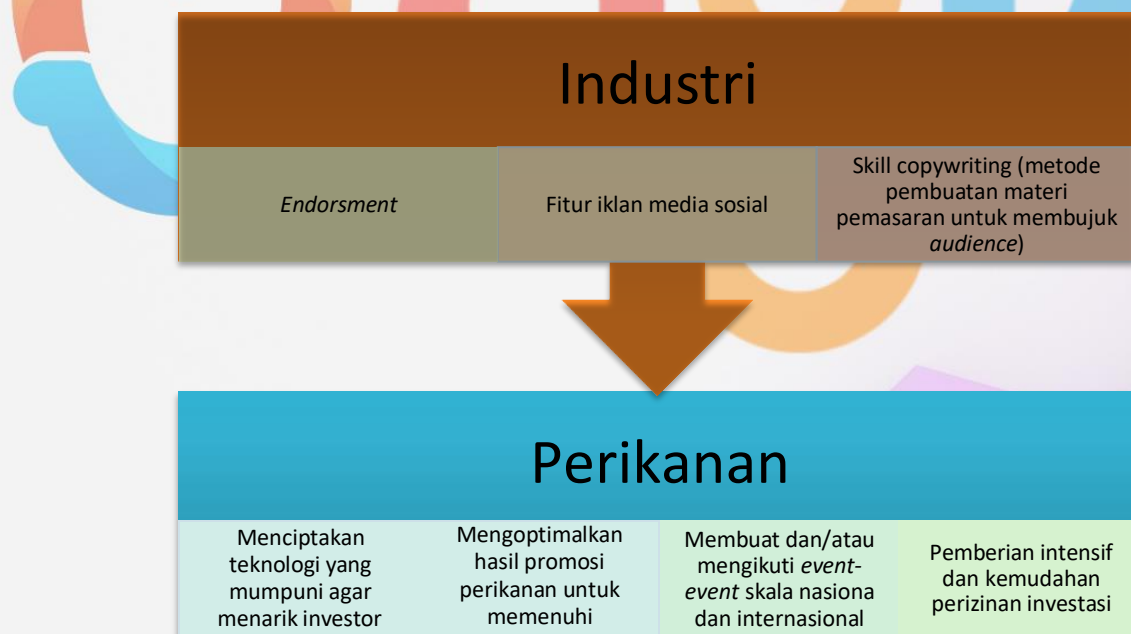 Industri
Endorsment
Fitur iklan media sosial
Skill copywriting (metode
pembuatan materi
pemasaran untuk membujuk
audience)
Perikanan
Menciptakan
teknologi yang
mumpuni agar
menarik investor
Mengoptimalkan
hasil promosi
perikanan untuk
memenuhi
Membuat dan/atau
mengikuti event-
event skala nasiona
dan internasional
Pemberian intensif
dan kemudahan
perizinan investasi